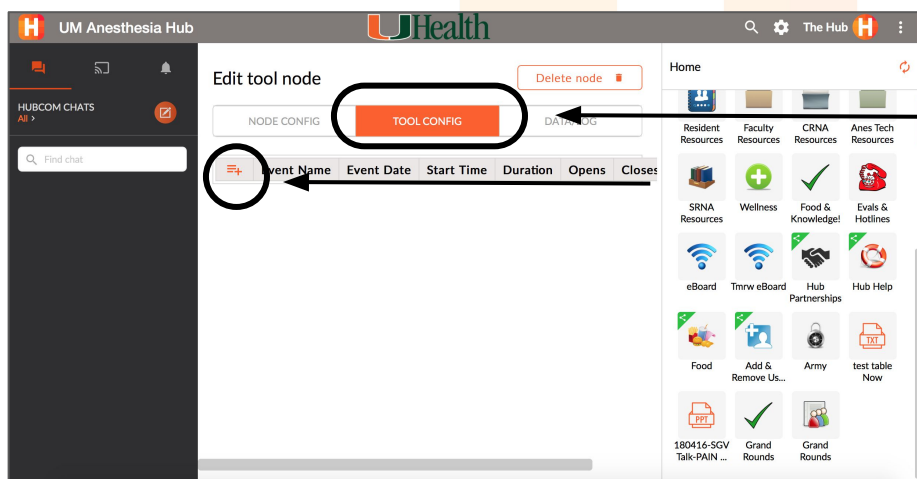 UM Anesthesia Hub
UHealth
The Hub
HUBCOM CHATS
All >
Find chat
Edit tool node
Delete node
NODE CONFIG
TOOL CONFIG
Event Name Event Date Start Time Duration Opens Closes
Home
Resident Resources
Faculty Resources
CRNA Resources
Anes Tech Resources
SRNA Resources
Wellness
Food & Knowledge!
Evals & Hotlines
eBoard
Tmrw eBoard
Hub Partnerships
Hub Help
Food
Add & Remove Us...
Army
TXT
test table Now
PPT
180416-SGV Talk-PAIN ...
Grand Rounds
Grand Rounds